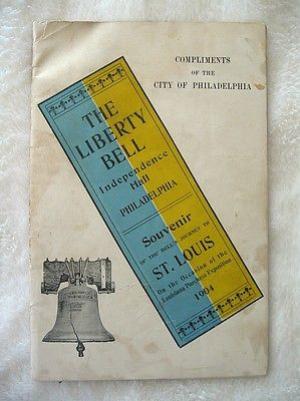 COMPLIMENTS
OF THE
CITY OF PHILADELPHIA
THE
LIBERTY
BELL
Independence
Hall
PHILADELPHIA
Souvenir
OF THE BELL'S JOURNEY TO
ST. LOUIS
On the Occasion of the
Louisiana Purchase Exposition
1904